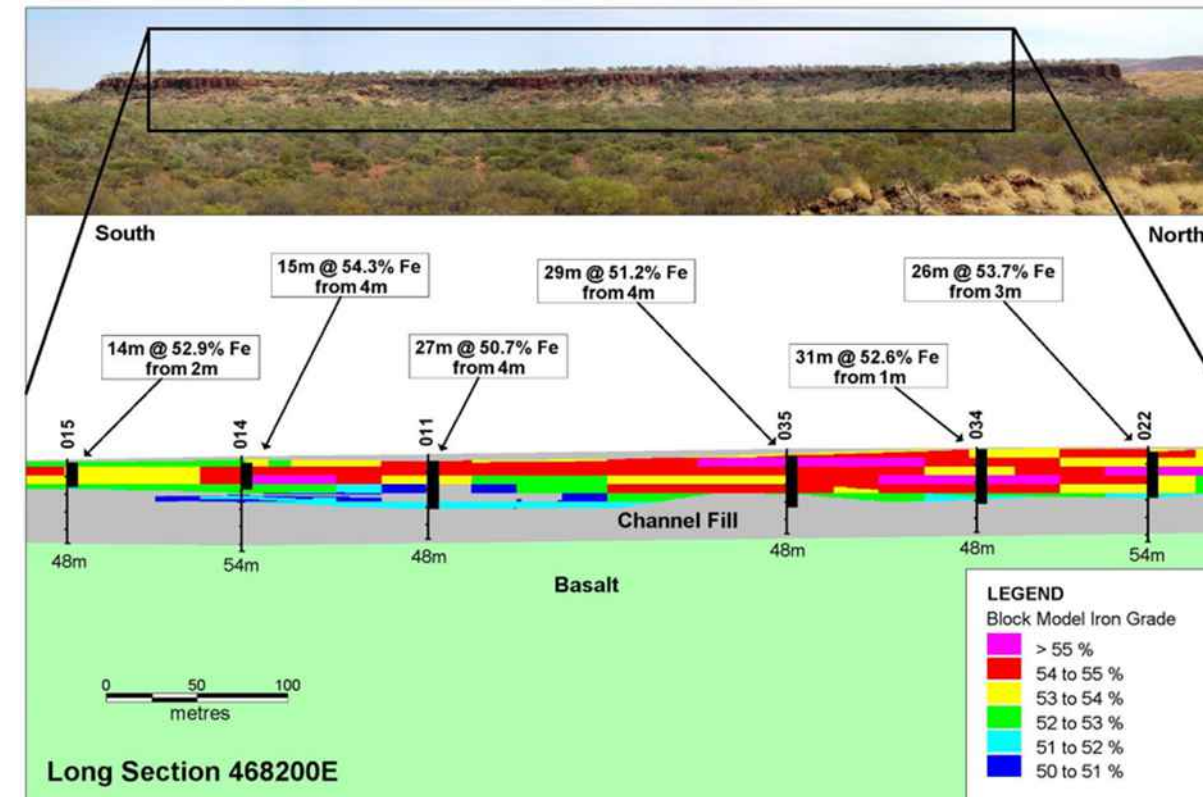 South
North
15m @ 54.3% Fe
from 4m
29m @ 51.2% Fe
from 4m
26m @ 53.7% Fe
from 3m
14m @ 52.9% Fe
from 2m
27m @ 50.7% Fe
from 4m
31m @ 52.6% Fe
from 1m
015
014
011
035
034
022
Channel Fill
48m
54m
48m
48m
48m
54m
Basalt
LEGEND
Block Model Iron Grade
> 55 %
54 to 55 %
53 to 54 %
52 to 53 %
51 to 52 %
50 to 51 %
0 50 100
metres
Long Section 468200E